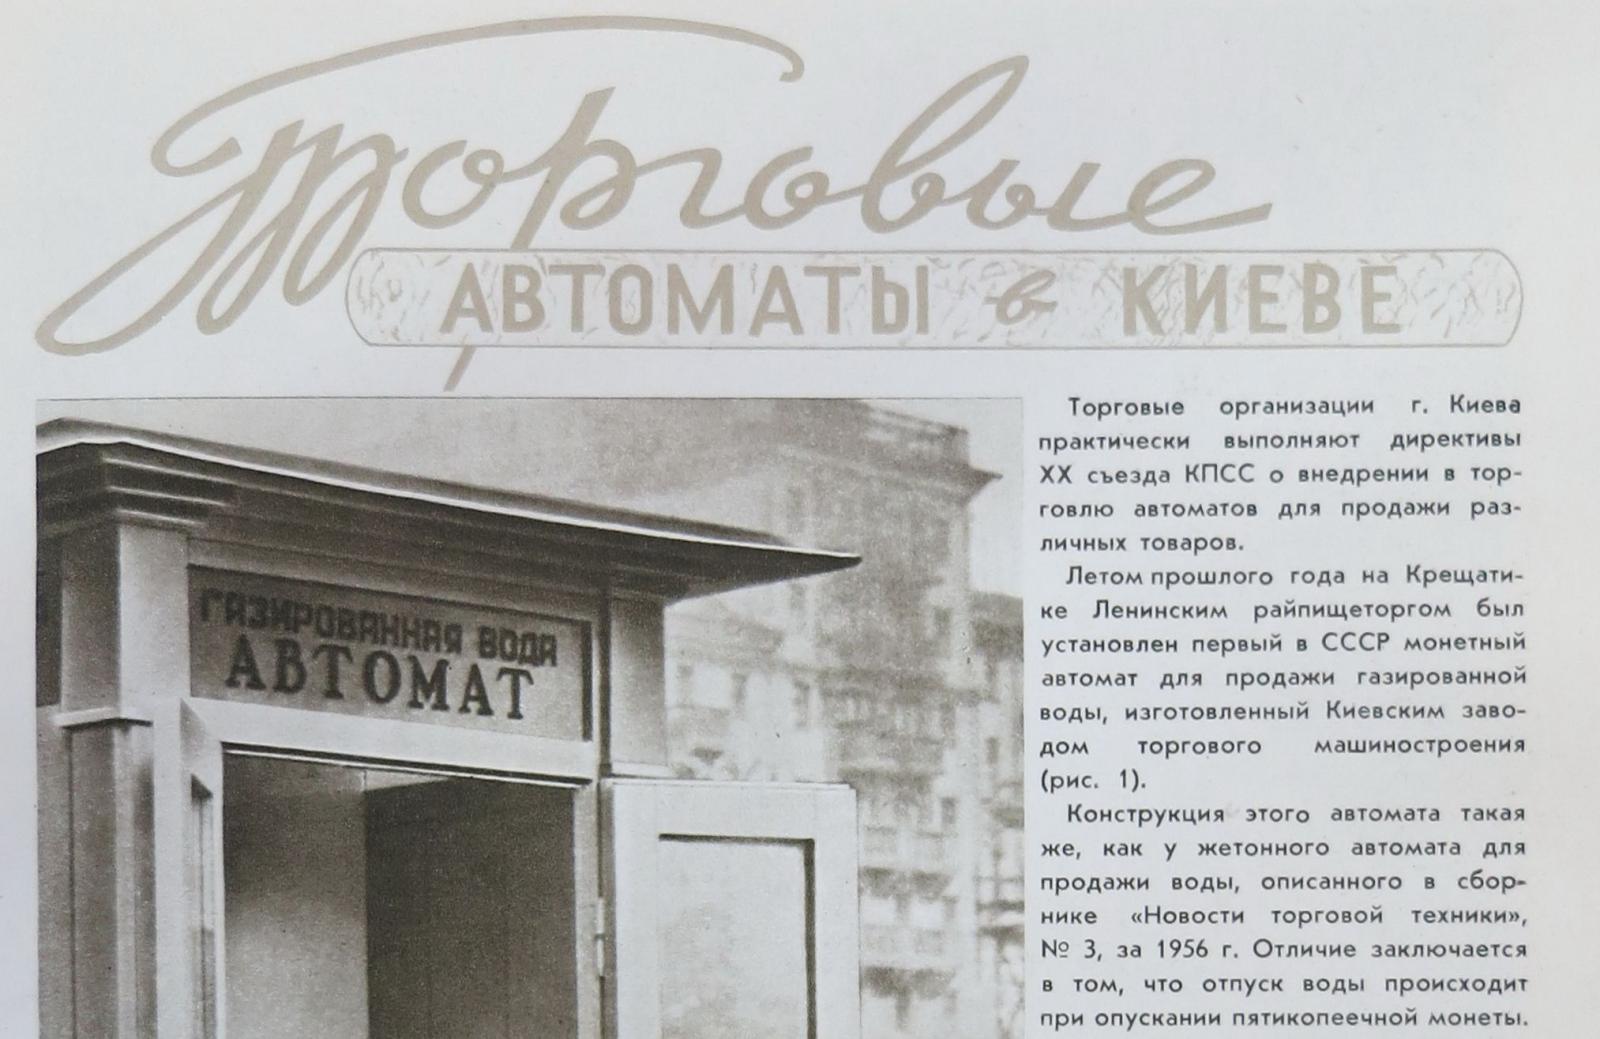 Торговые
АВТОМАТЫ в КИЕВЕ
ГАЗИРОВАННАЯ ВОДА
АВТОМАТ
Торговые организации г. Киева
практически выполняют директивы
XX съезда КПСС о внедрении в тор-
говлю автоматов для продажи раз-
личных товаров.
Летом прошлого года на Крещати-
ке Ленинским райпищеторгом был
установлен первый в СССР монетный
автомат для продажи газированной
воды, изготовленный Киевским заво-
дом торгового машиностроения
(рис. 1).
Конструкция этого автомата такая
же, как у жетонного автомата для
продажи воды, описанного в сбор-
нике «Новости торговой техники»,
№ 3, за 1956 г. Отличие заключается
в том, что отпуск воды происходит
при опускании пятикопеечной монеты.